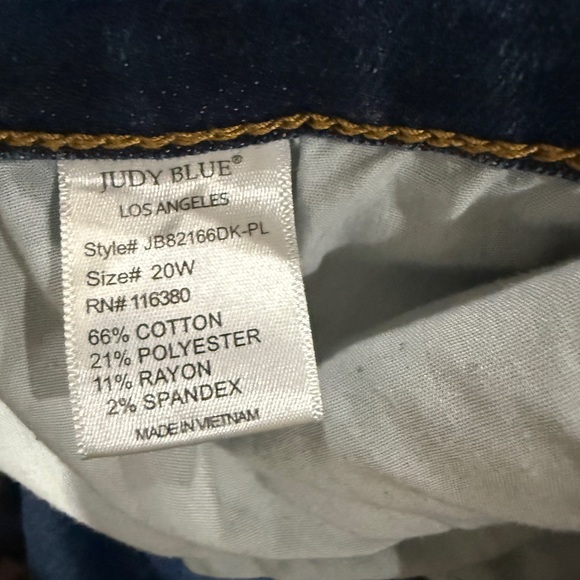 JUDY BLUE®
LOS ANGELES
Style# JB82166DK-PL
Size# 20W
RN# 116380
66% COTTON
21% POLYESTER
11% RAYON
2% SPANDEX
MADE IN VIETNAM